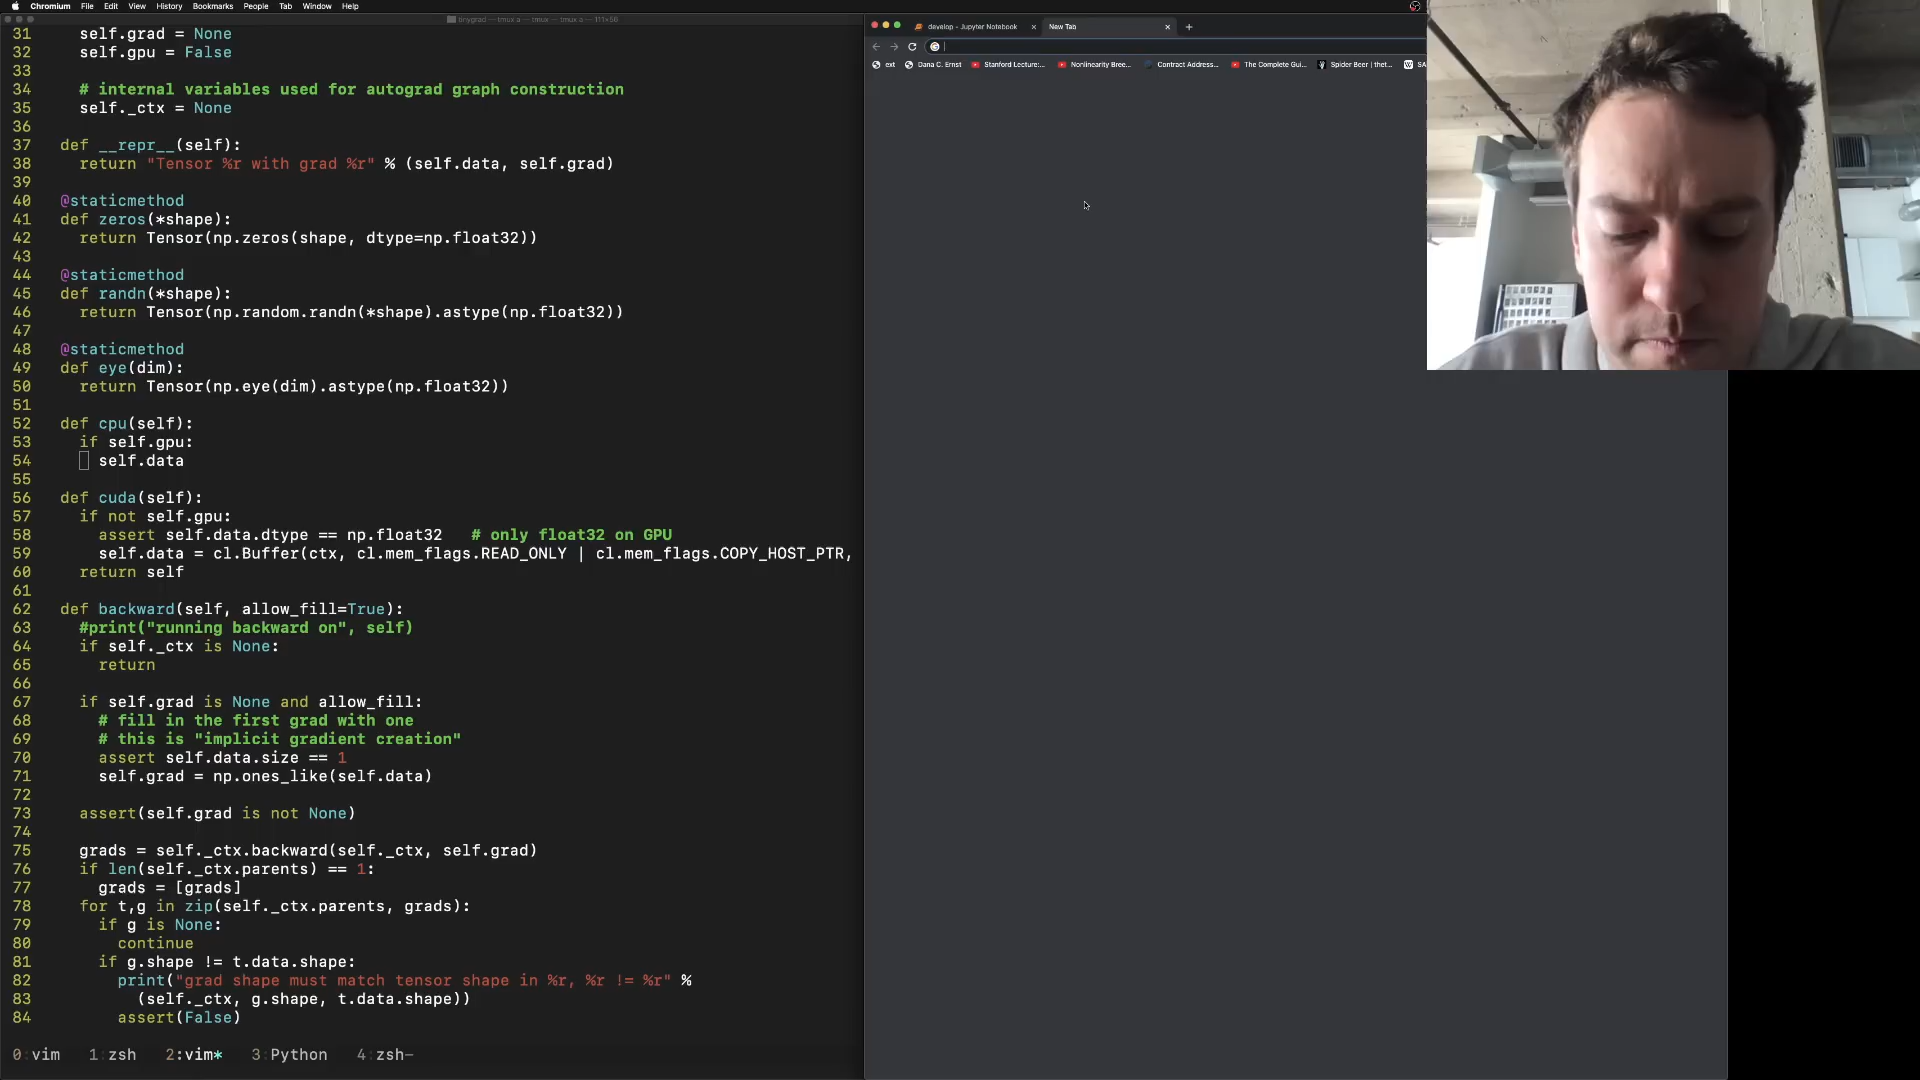 Chromium File Edit View History Bookmarks People Tab Window Help
tinygrad — tmux a — tmux — tmux a — 111×56
31 self.grad = None
32 self.gpu = False
33
34 # internal variables used for autograd graph construction
35 self._ctx = None
36
37 def __repr__(self):
38 return "Tensor %r with grad %r" % (self.data, self.grad)
39
40 @staticmethod
41 def zeros(*shape):
42 return Tensor(np.zeros(shape, dtype=np.float32))
43
44 @staticmethod
45 def randn(*shape):
46 return Tensor(np.random.randn(*shape).astype(np.float32))
47
48 @staticmethod
49 def eye(dim):
50 return Tensor(np.eye(dim).astype(np.float32))
51
52 def cpu(self):
53 if self.gpu:
54 self.data
55
56 def cuda(self):
57 if not self.gpu:
58 assert self.data.dtype == np.float32 # only float32 on GPU
59 self.data = cl.Buffer(ctx, cl.mem_flags.READ_ONLY | cl.mem_flags.COPY_HOST_PTR,
60 return self
61
62 def backward(self, allow_fill=True):
63 #print("running backward on", self)
64 if self._ctx is None:
65 return
66
67 if self.grad is None and allow_fill:
68 # fill in the first grad with one
69 # this is "implicit gradient creation"
70 assert self.data.size == 1
71 self.grad = np.ones_like(self.data)
72
73 assert(self.grad is not None)
74
75 grads = self._ctx.backward(self._ctx, self.grad)
76 if len(self._ctx.parents) == 1:
77 grads = [grads]
78 for t,g in zip(self._ctx.parents, grads):
79 if g is None:
80 continue
81 if g.shape != t.data.shape:
82 print("grad shape must match tensor shape in %r, %r != %r" %
83 (self._ctx, g.shape, t.data.shape))
84 assert(False)
0:vim 1:zsh 2:vim* 3:Python 4:zsh-
develop - Jupyter Notebook × New Tab × +
ext Dana C. Ernst Stanford Lecture:... Nonlinearity Bree... Contract Address... The Complete Gui... Spider Beer | thet... SA